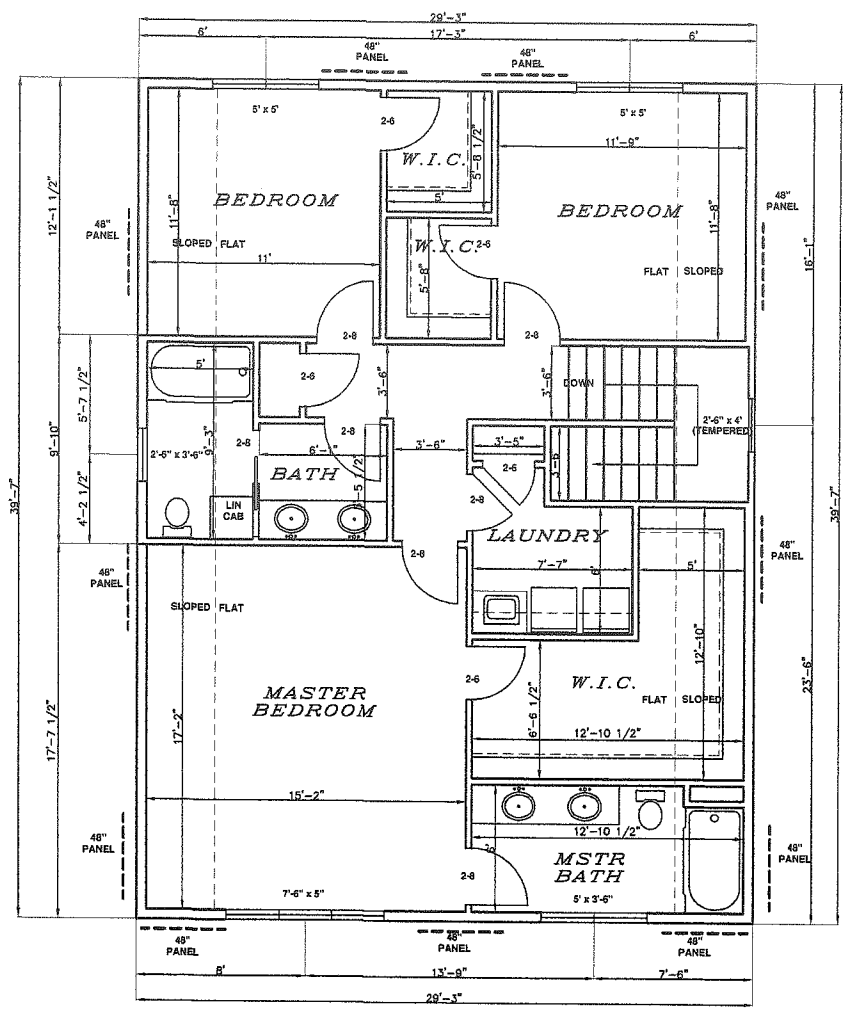 29'-3"
6'
17'-3"
6'
48"
PANEL
48"
PANEL
5' x 5'
2-6
5' x 5'
W.I.C.
5'-8 1/2"
11'-9"
5'
12'-1 1/2"
48"
PANEL
11'-8"
BEDROOM
BEDROOM
11'-8"
48"
PANEL
16'-1"
SLOPED FLAT
W.I.C.
2-6
11'
5'-8"
FLAT SLOPED
2-8
2-8
5'
2-6
3'-6"
3'-6"
DOWN
5'-7 1/2"
9'-10"
39'-7"
39'-7"
2'-6" x 4'
(TEMPERED)
2-8
2-8
9'-3"
2'-6" x 3'-6"
3'-6"
3'-5"
3'-6"
BATH
2-6
4'-2 1/2"
LIN
CAB
2-8
LAUNDRY
2-8
7'-7"
6'
5'
48"
PANEL
48"
PANEL
SLOPED FLAT
12'-10"
2-6
W.I.C.
FLAT SLOPED
23'-6"
MASTER
BEDROOM
17'-2"
17'-7 1/2"
6'-6 1/2"
12'-10 1/2"
15'-2"
12'-10 1/2"
48"
PANEL
48"
PANEL
MSTR
BATH
2-8
7'-6" x 5"
5' x 3'-6"
48"
PANEL
48"
PANEL
48"
PANEL
8'
13'-9"
7'-6"
29'-3"